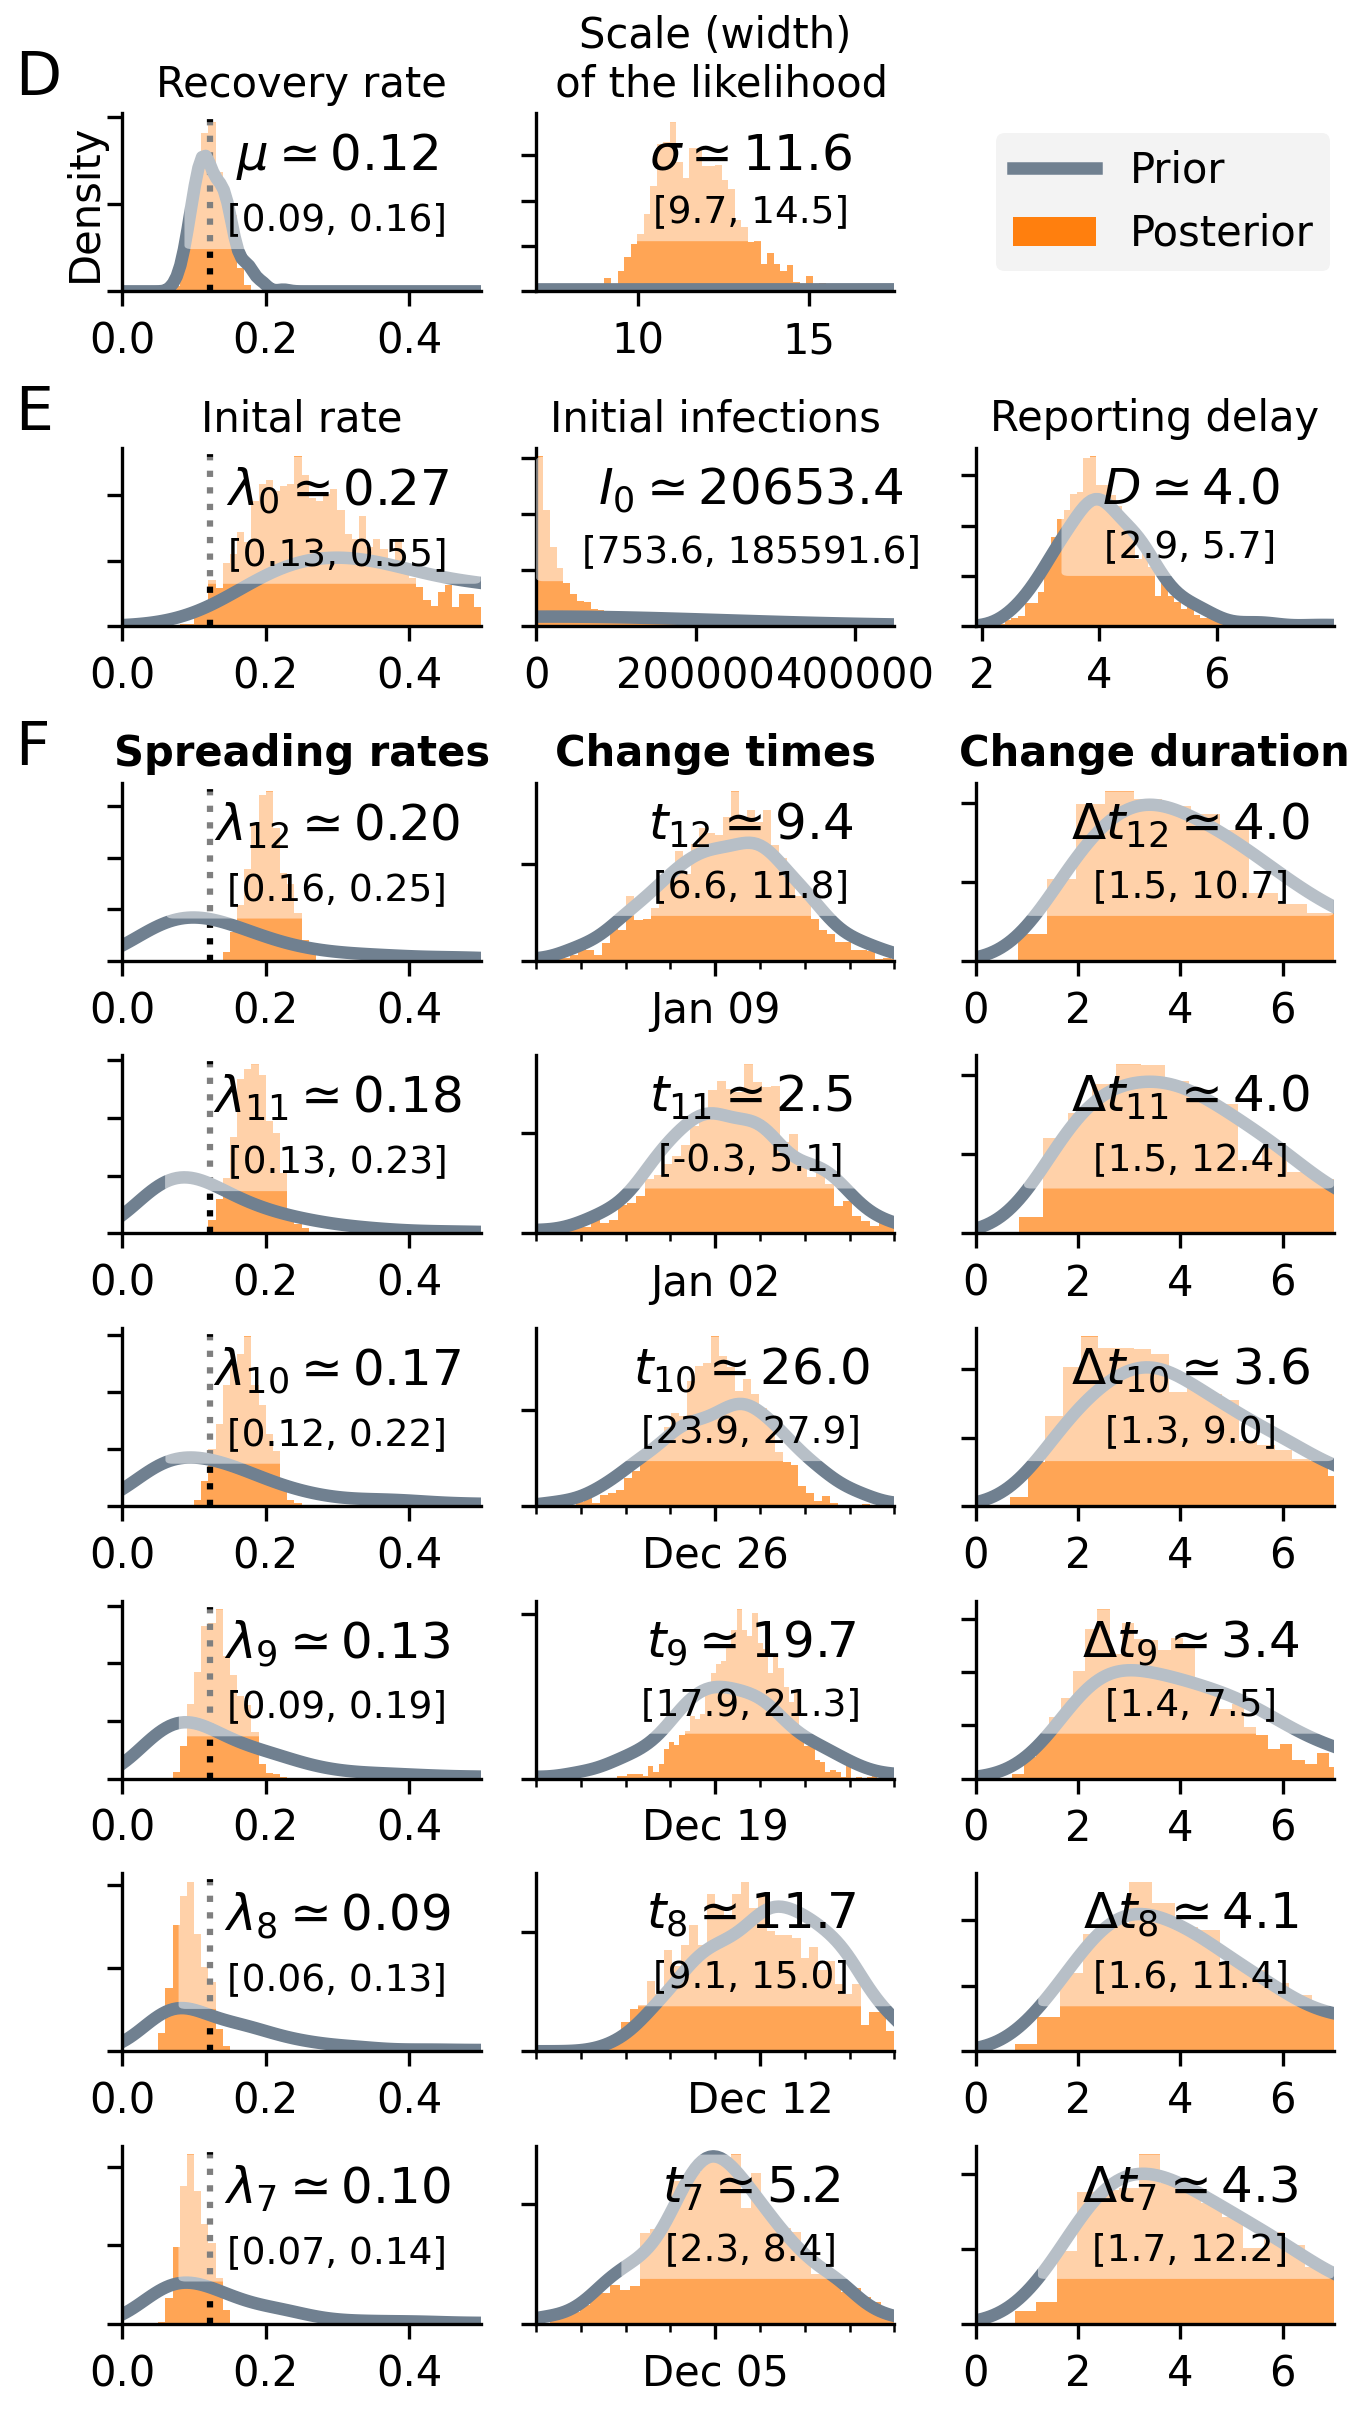 D
Recovery rate
Scale (width)
of the likelihood
Density
μ ≃ 0.12
[0.09, 0.16]
0.0 0.2 0.4
σ ≃ 11.6
[9.7, 14.5]
10 15
Prior
Posterior
E
Inital rate
λ0 ≃ 0.27
[0.13, 0.55]
0.0 0.2 0.4
Initial infections
I0 ≃ 20653.4
[753.6, 185591.6]
0 200000 400000
Reporting delay
D ≃ 4.0
[2.9, 5.7]
2 4 6
F
Spreading rates
Change times
Change duration
λ12 ≃ 0.20
[0.16, 0.25]
0.0 0.2 0.4
t12 ≃ 9.4
[6.6, 11.8]
Jan 09
Δt12 ≃ 4.0
[1.5, 10.7]
0 2 4 6
λ11 ≃ 0.18
[0.13, 0.23]
0.0 0.2 0.4
t11 ≃ 2.5
[-0.3, 5.1]
Jan 02
Δt11 ≃ 4.0
[1.5, 12.4]
0 2 4 6
λ10 ≃ 0.17
[0.12, 0.22]
0.0 0.2 0.4
t10 ≃ 26.0
[23.9, 27.9]
Dec 26
Δt10 ≃ 3.6
[1.3, 9.0]
0 2 4 6
λ9 ≃ 0.13
[0.09, 0.19]
0.0 0.2 0.4
t9 ≃ 19.7
[17.9, 21.3]
Dec 19
Δt9 ≃ 3.4
[1.4, 7.5]
0 2 4 6
λ8 ≃ 0.09
[0.06, 0.13]
0.0 0.2 0.4
t8 ≃ 11.7
[9.1, 15.0]
Dec 12
Δt8 ≃ 4.1
[1.6, 11.4]
0 2 4 6
λ7 ≃ 0.10
[0.07, 0.14]
0.0 0.2 0.4
t7 ≃ 5.2
[2.3, 8.4]
Dec 05
Δt7 ≃ 4.3
[1.7, 12.2]
0 2 4 6